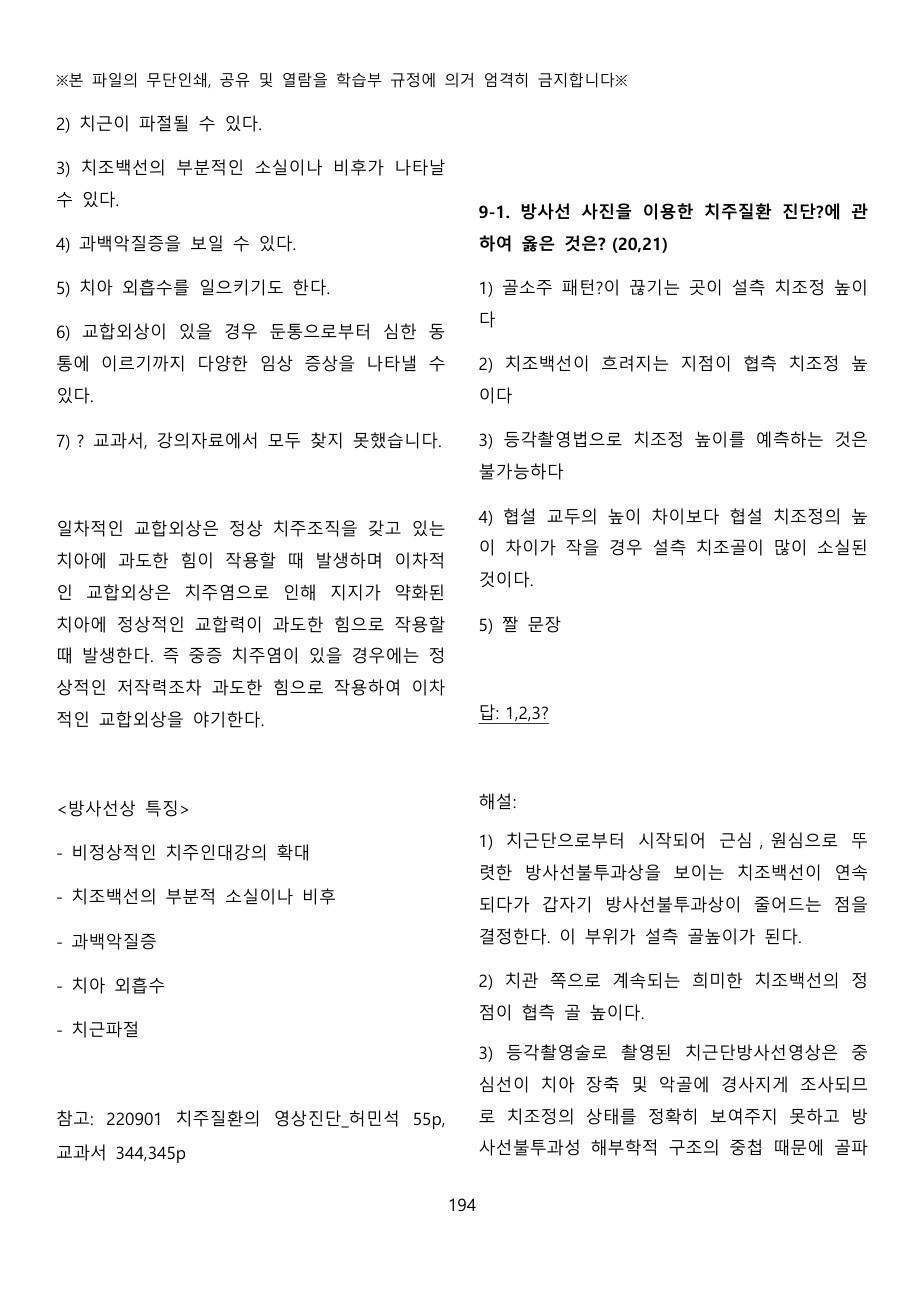 ※본 파일의 무단인쇄, 공유 및 열람을 학습부 규정에 의거 엄격히 금지합니다※
2) 치근이 파절될 수 있다.
3) 치조백선의 부분적인 소실이나 비후가 나타날
수 있다.
4) 과백악질증을 보일 수 있다.
5) 치아 외흡수를 일으키기도 한다.
6) 교합외상이 있을 경우 둔통으로부터 심한 동
통에 이르기까지 다양한 임상 증상을 나타낼 수
있다.
7) ? 교과서, 강의자료에서 모두 찾지 못했습니다.
일차적인 교합외상은 정상 치주조직을 갖고 있는
치아에 과도한 힘이 작용할 때 발생하며 이차적
인 교합외상은 치주염으로 인해 지지가 약화된
치아에 정상적인 교합력이 과도한 힘으로 작용할
때 발생한다. 즉 중증 치주염이 있을 경우에는 정
상적인 저작력조차 과도한 힘으로 작용하여 이차
적인 교합외상을 야기한다.
<방사선상 특징>
- 비정상적인 치주인대강의 확대
- 치조백선의 부분적 소실이나 비후
- 과백악질증
- 치아 외흡수
- 치근파절
참고: 220901 치주질환의 영상진단_허민석 55p,
교과서 344,345p
9-1. 방사선 사진을 이용한 치주질환 진단?에 관
하여 옳은 것은? (20,21)
1) 골소주 패턴?이 끊기는 곳이 설측 치조정 높이
다
2) 치조백선이 흐려지는 지점이 협측 치조정 높
이다
3) 등각촬영법으로 치조정 높이를 예측하는 것은
불가능하다
4) 협설 교두의 높이 차이보다 협설 치조정의 높
이 차이가 작을 경우 설측 치조골이 많이 소실된
것이다.
5) 짤 문장
답: 1,2,3?
해설:
1) 치근단으로부터 시작되어 근심 , 원심으로 뚜
렷한 방사선불투과상을 보이는 치조백선이 연속
되다가 갑자기 방사선불투과상이 줄어드는 점을
결정한다. 이 부위가 설측 골높이가 된다.
2) 치관 쪽으로 계속되는 희미한 치조백선의 정
점이 협측 골 높이다.
3) 등각촬영술로 촬영된 치근단방사선영상은 중
심선이 치아 장축 및 악골에 경사지게 조사되므
로 치조정의 상태를 정확히 보여주지 못하고 방
사선불투과성 해부학적 구조의 중첩 때문에 골파
194